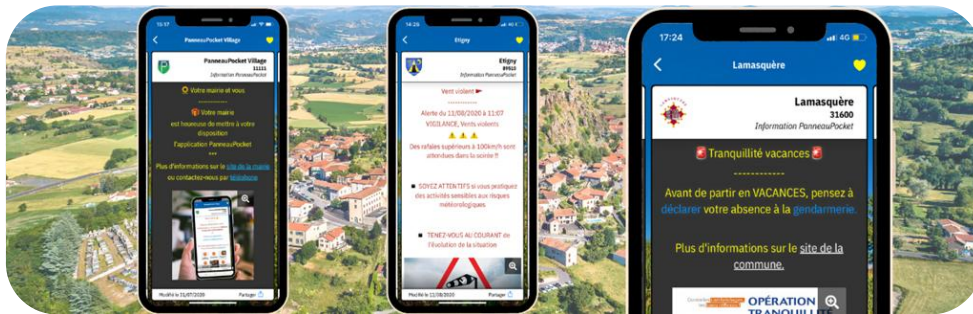 15:57
PanneauPocket Village
PanneauPocket Village
11111
Information PanneauPocket
Votre mairie et vous
------------
Votre mairie
est heureuse de mettre à votre
disposition
l'application PanneauPocket
***
Plus d'informations sur le site de la mairie
ou contactez-nous par téléphone
Modifié le 31/07/2020
Partager
14:25
4G
Etigny
Etigny
89510
Information PanneauPocket
Vent violent
------------
Alerte du 11/08/2020 à 11:07
VIGILANCE, Vents violents
Des rafales supérieurs à 100km/h sont
attendues dans la soirée !!
■ SOYEZ ATTENTIFS si vous pratiquez
des activités sensibles aux risques
météorologiques.
■ TENEZ-VOUS AU COURANT de
l'évolution de la situation
Modifié le 11/08/2020
Partager
17:24
4G
Lamasquère
Lamasquère
31600
Information PanneauPocket
Tranquillité vacances
------------
Avant de partir en VACANCES, pensez à
déclarer votre absence à la gendarmerie.
Plus d'informations sur le site de la
commune.
OPÉRATION
TRANQUILLITÉ